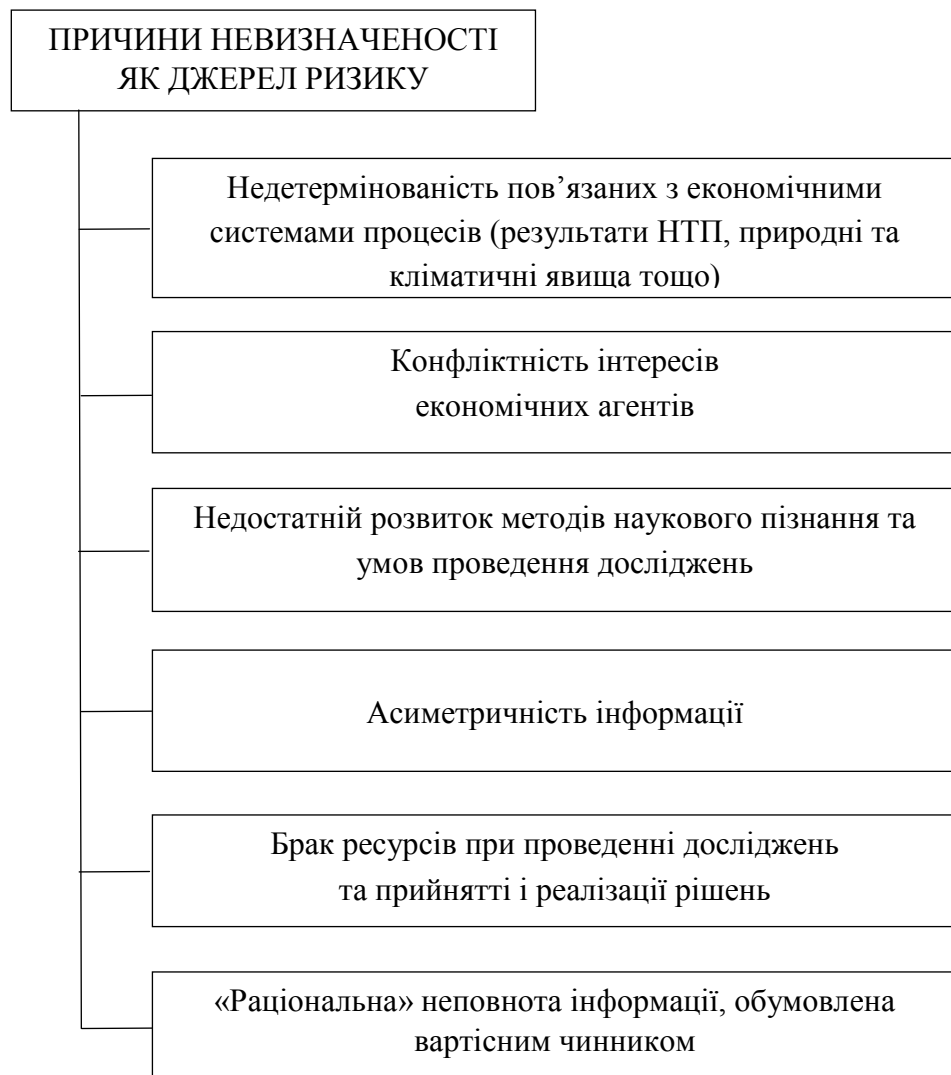 ПРИЧИНИ НЕВИЗНАЧЕНОСТІ
ЯК ДЖЕРЕЛ РИЗИКУ
Недетермінованість пов’язаних з економічними
системами процесів (результати НТП, природні та
кліматичні явища тощо)
Конфліктність інтересів
економічних агентів
Недостатній розвиток методів наукового пізнання та
умов проведення досліджень
Асиметричність інформації
Брак ресурсів при проведенні досліджень
та прийнятті і реалізації рішень
«Раціональна» неповнота інформації, обумовлена
вартісним чинником